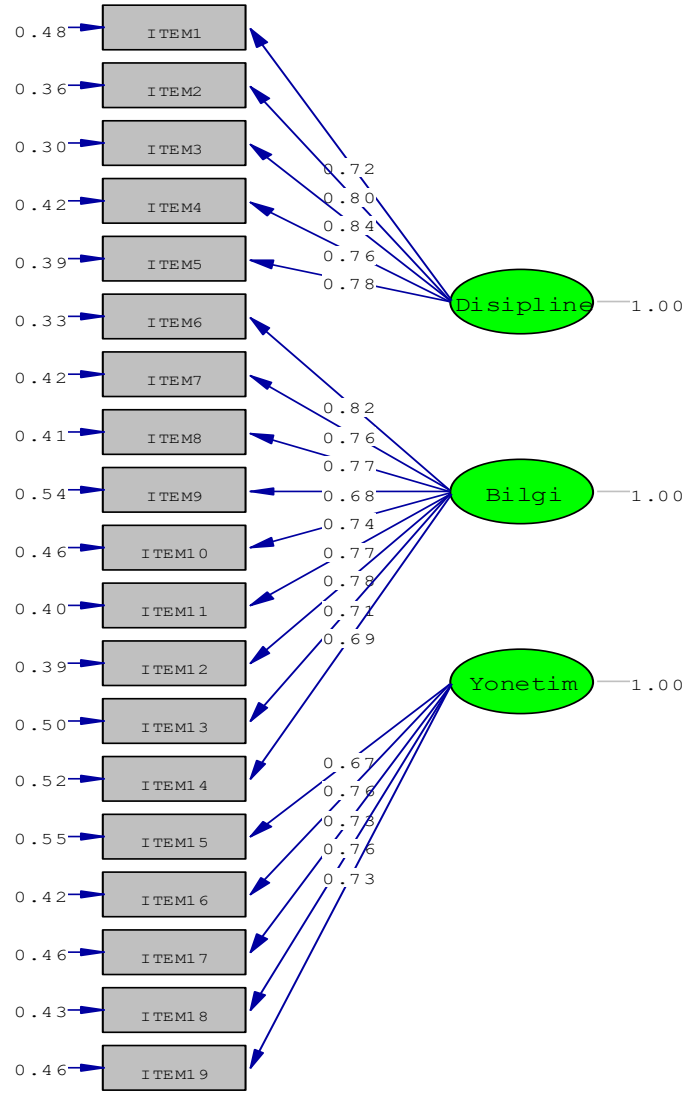 0.48 ITEM1
0.36 ITEM2
0.30 ITEM3
0.42 ITEM4
0.39 ITEM5
0.33 ITEM6
0.42 ITEM7
0.41 ITEM8
0.54 ITEM9
0.46 ITEM10
0.40 ITEM11
0.39 ITEM12
0.50 ITEM13
0.52 ITEM14
0.55 ITEM15
0.42 ITEM16
0.46 ITEM17
0.43 ITEM18
0.46 ITEM19
0.72
0.80
0.84
0.76
0.78
0.82
0.76
0.77
0.68
0.74
0.77
0.78
0.71
0.69
0.67
0.76
0.73
0.76
0.73
Disipline 1.00
Bilgi 1.00
Yonetim 1.00